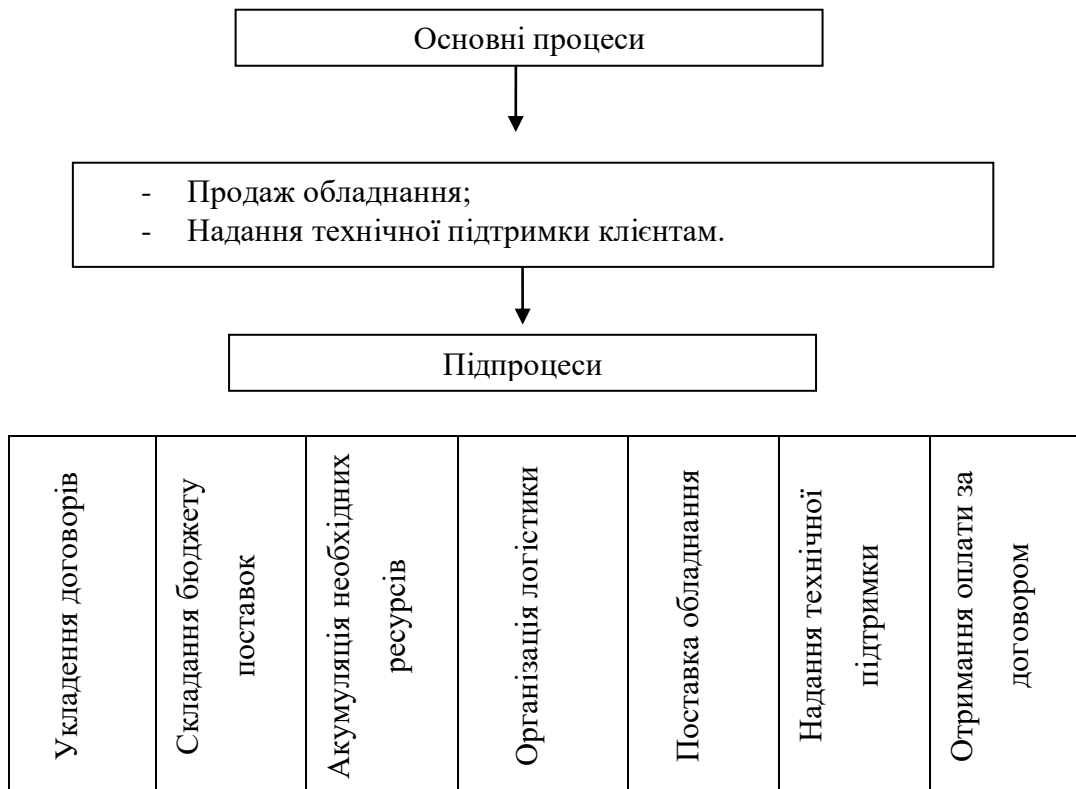 Основні процеси
- Продаж обладнання;
- Надання технічної підтримки клієнтам.
Підпроцеси
Укладення договорів
Складання бюджету
поставок
Акумуляція необхідних
ресурсів
Організація логістики
Поставка обладнання
Надання технічної
підтримки
Отримання оплати за
договором